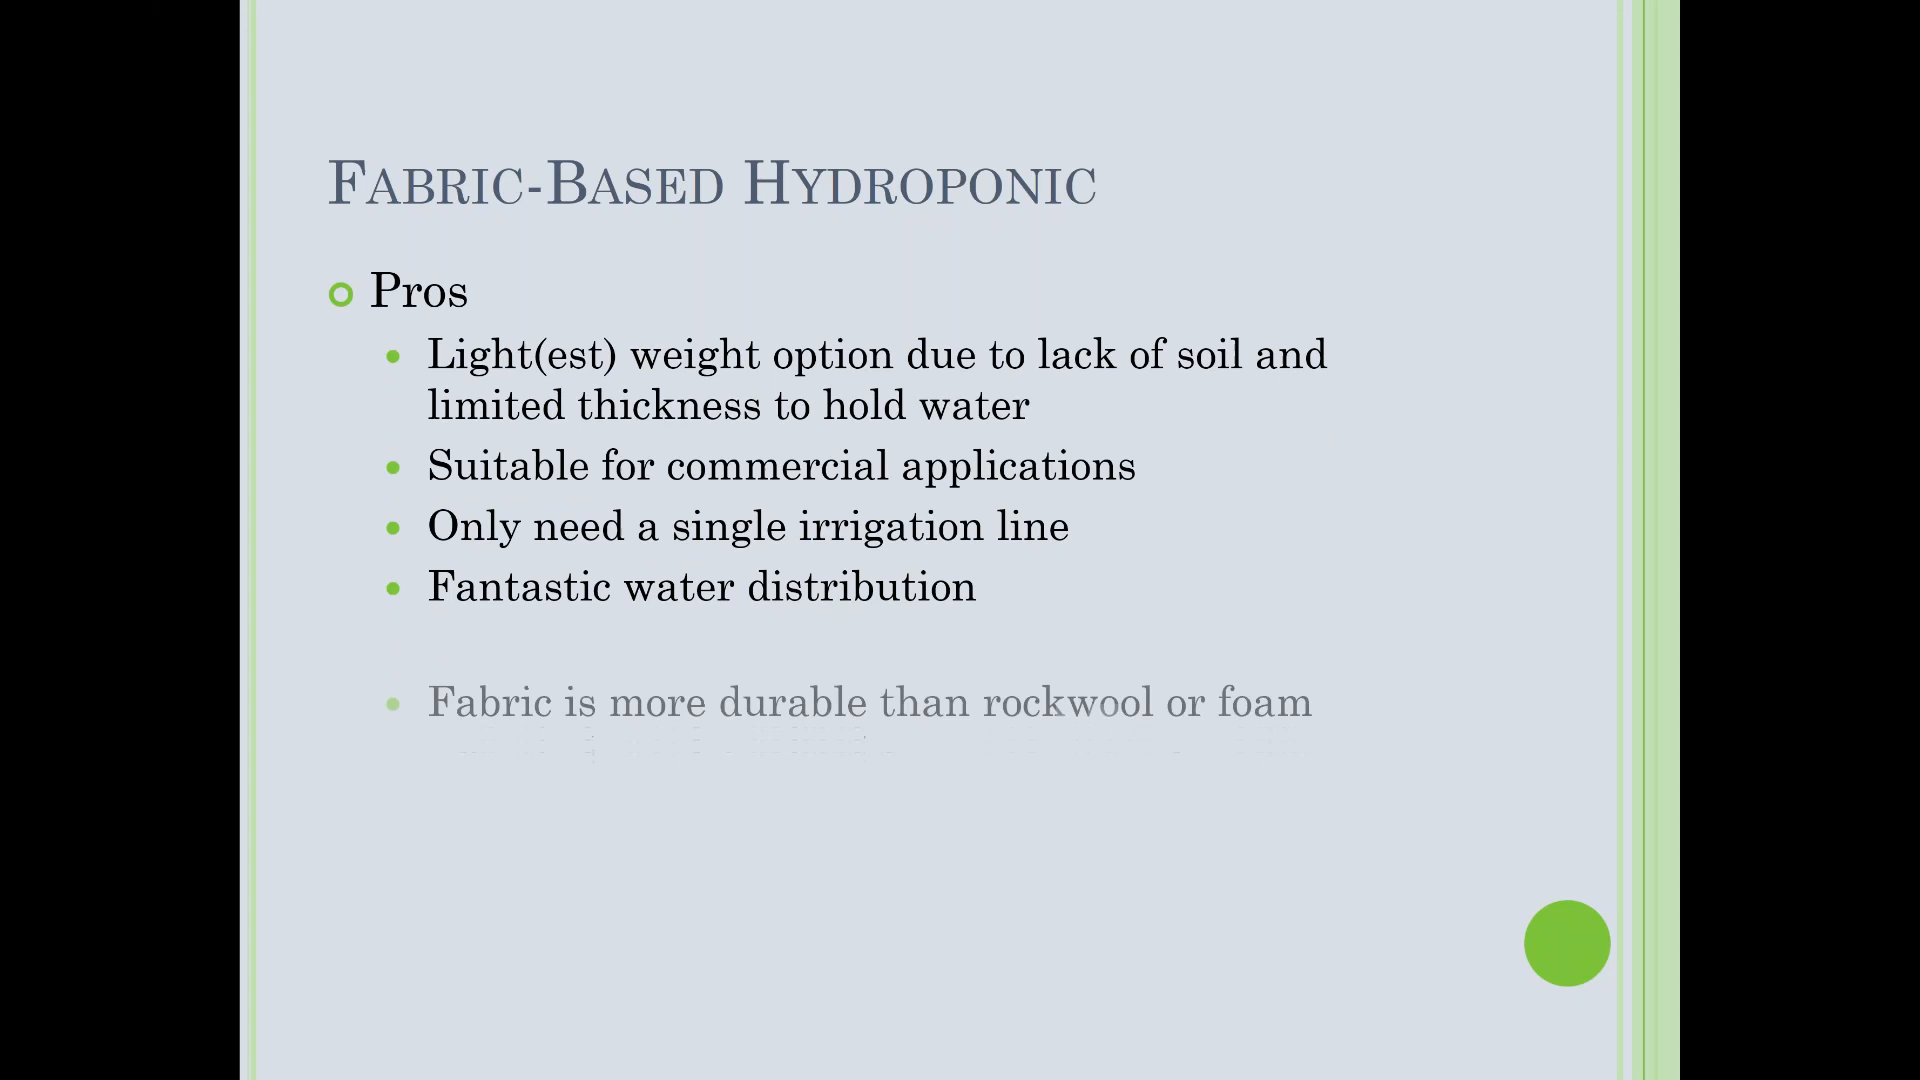 Fabric-Based Hydroponic
Pros
Light(est) weight option due to lack of soil and
limited thickness to hold water
Suitable for commercial applications
Only need a single irrigation line
Fantastic water distribution
Fabric is more durable than rockwool or foam